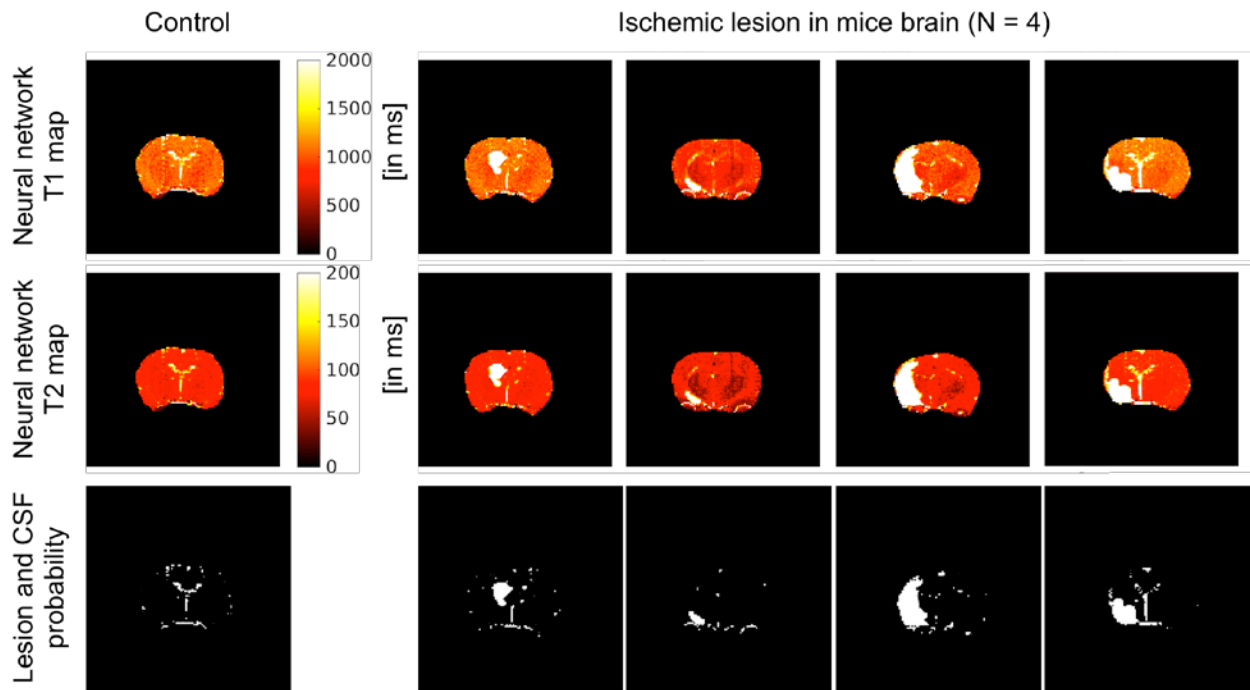 Control
Ischemic lesion in mice brain (N = 4)
Neural network
T1 map
2000
1500
1000
500
0
[in ms]
Neural network
T2 map
200
150
100
50
0
[in ms]
Lesion and CSF
probability